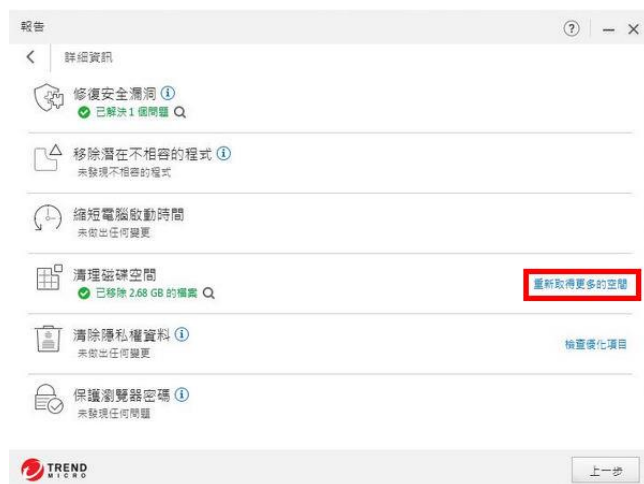 報告
詳細資訊
修復安全漏洞
已解決 1 個問題
移除潛在不相容的程式
未發現不相容的程式
縮短電腦啟動時間
未做出任何變更
清理磁碟空間
已移除 2.68 GB 的檔案
重新取得更多的空間
清除隱私權資料
未做出任何變更
檢查優化項目
保護瀏覽器密碼
未發現任何問題
TREND
MICRO
上一步